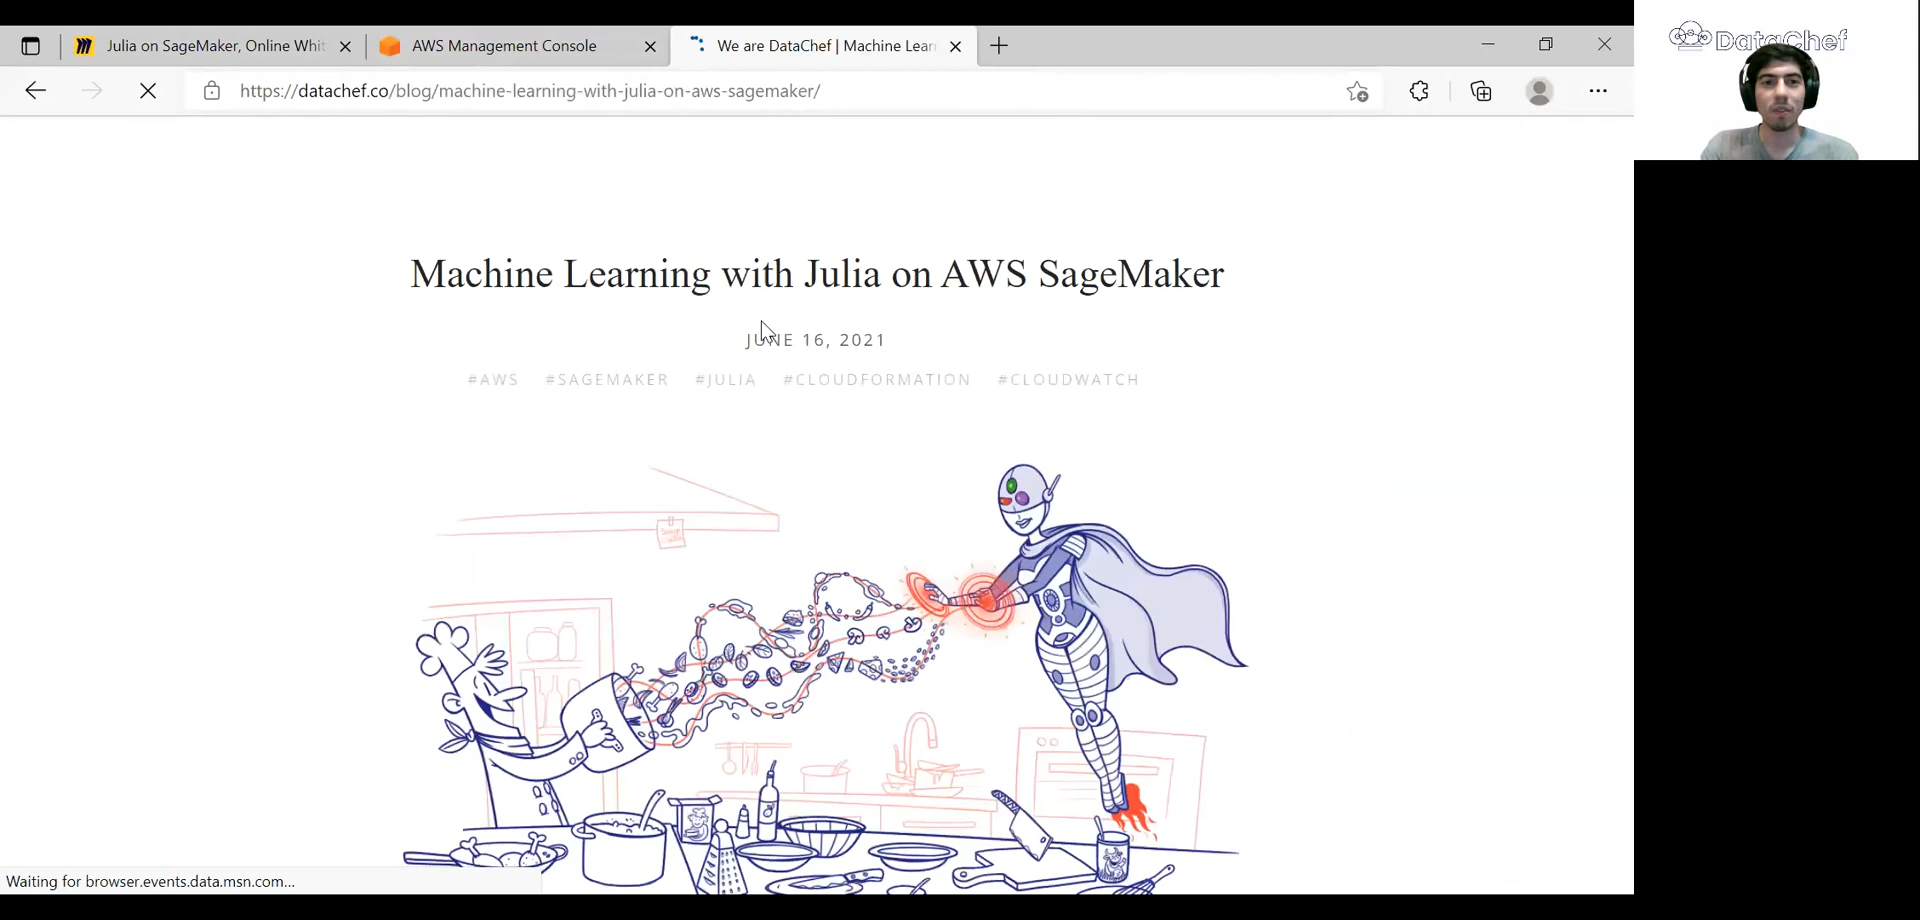 Julia on SageMaker, Online Whit
AWS Management Console
We are DataChef | Machine Lear
https://datachef.co/blog/machine-learning-with-julia-on-aws-sagemaker/
DataChef
Machine Learning with Julia on AWS SageMaker
JUNE 16, 2021
#AWS #SAGEMAKER #JULIA #CLOUDFORMATION #CLOUDWATCH
Waiting for browser.events.data.msn.com...